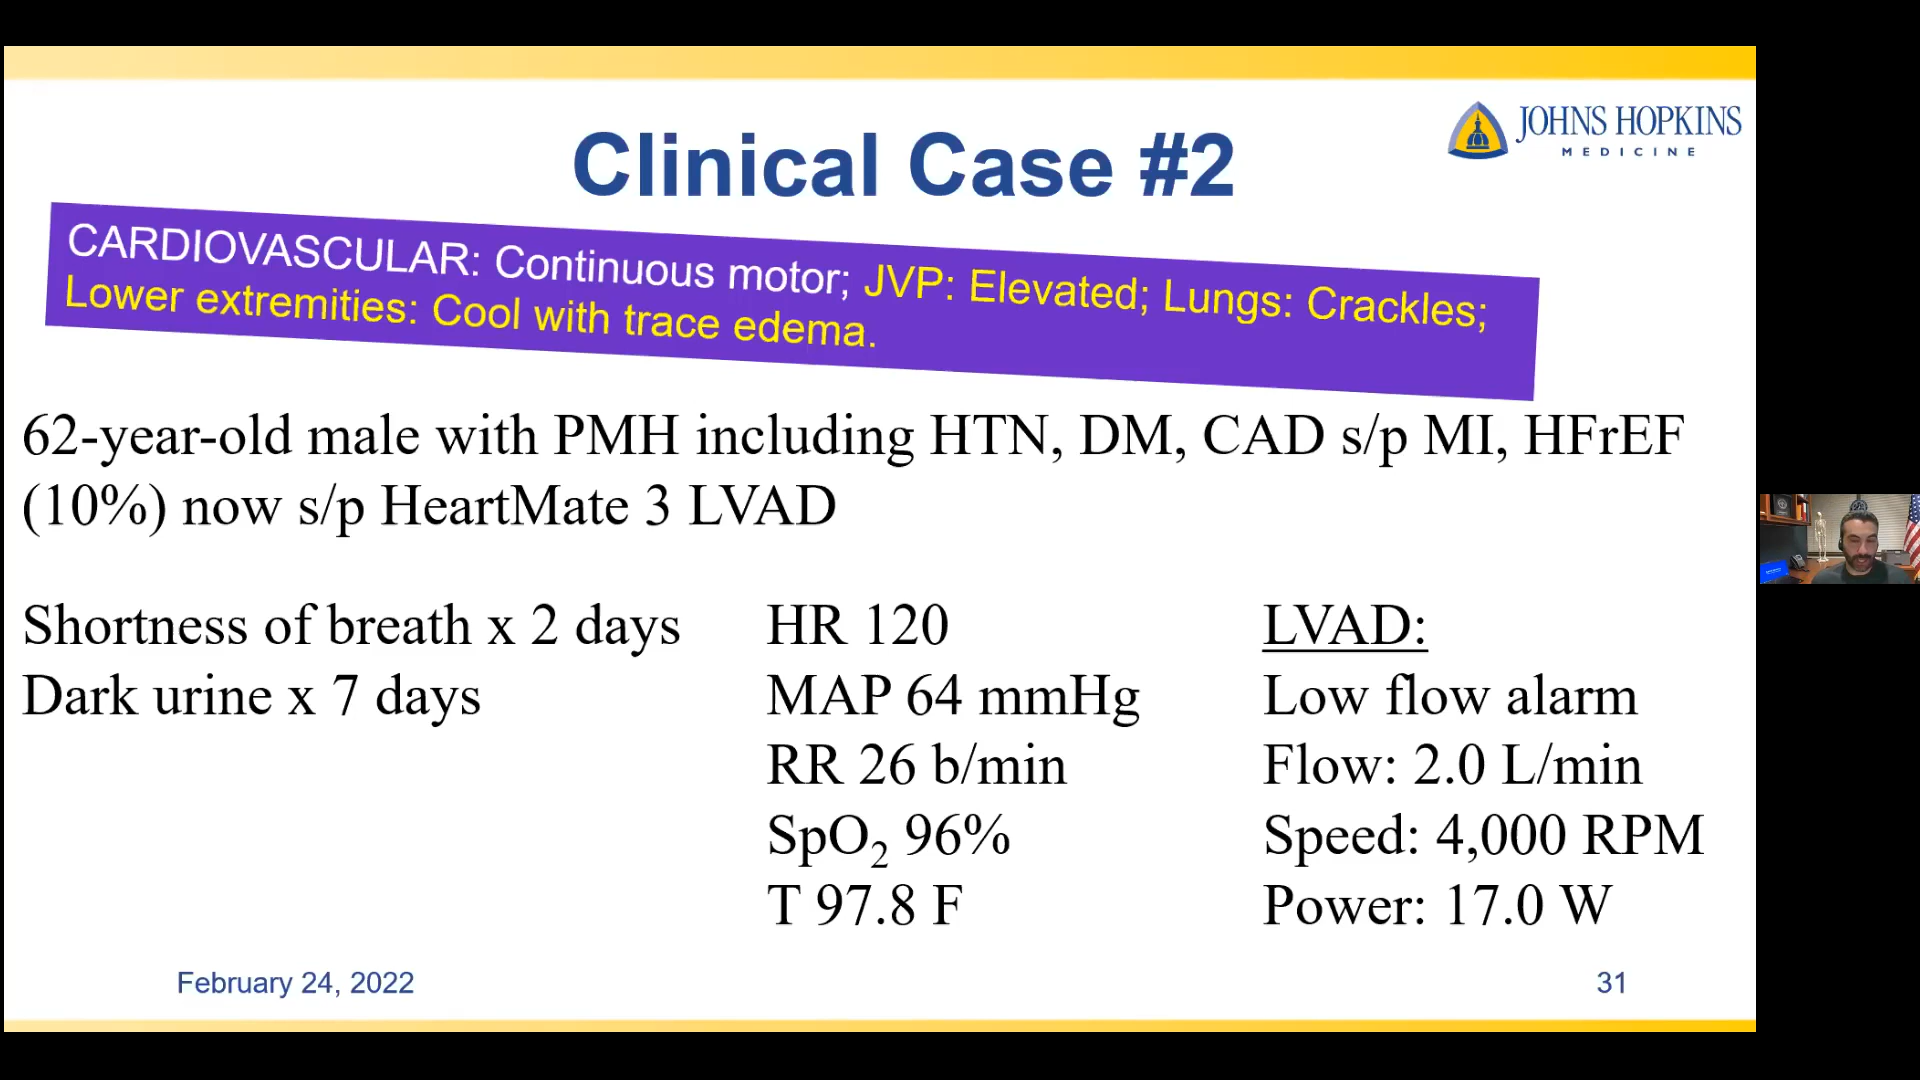 JOHNS HOPKINS
MEDICINE
Clinical Case #2
CARDIOVASCULAR: Continuous motor; JVP: Elevated; Lungs: Crackles;
Lower extremities: Cool with trace edema.
62-year-old male with PMH including HTN, DM, CAD s/p MI, HFrEF
(10%) now s/p HeartMate 3 LVAD
Shortness of breath x 2 days
Dark urine x 7 days
HR 120
MAP 64 mmHg
RR 26 b/min
SpO₂ 96%
T 97.8 F
LVAD:
Low flow alarm
Flow: 2.0 L/min
Speed: 4,000 RPM
Power: 17.0 W
February 24, 2022
31